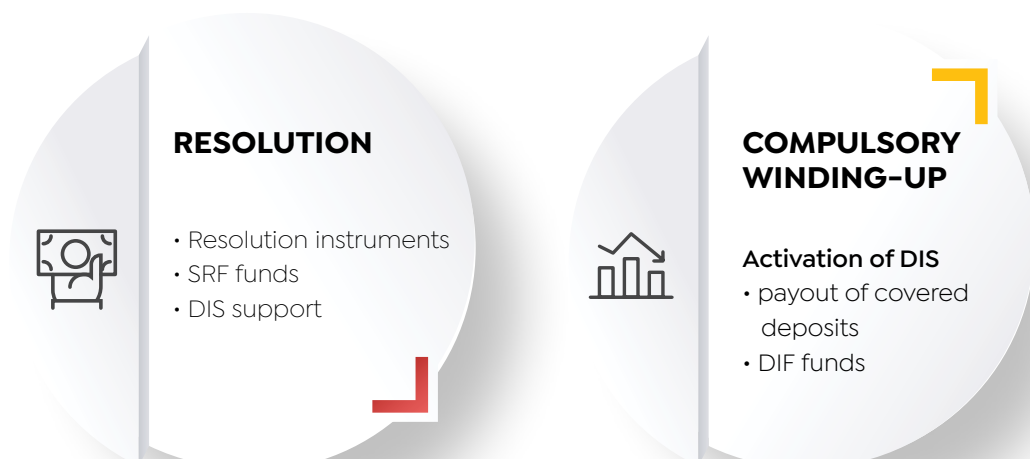 RESOLUTION
• Resolution instruments
• SRF funds
• DIS support
COMPULSORY
WINDING-UP
Activation of DIS
• payout of covered
deposits
• DIF funds